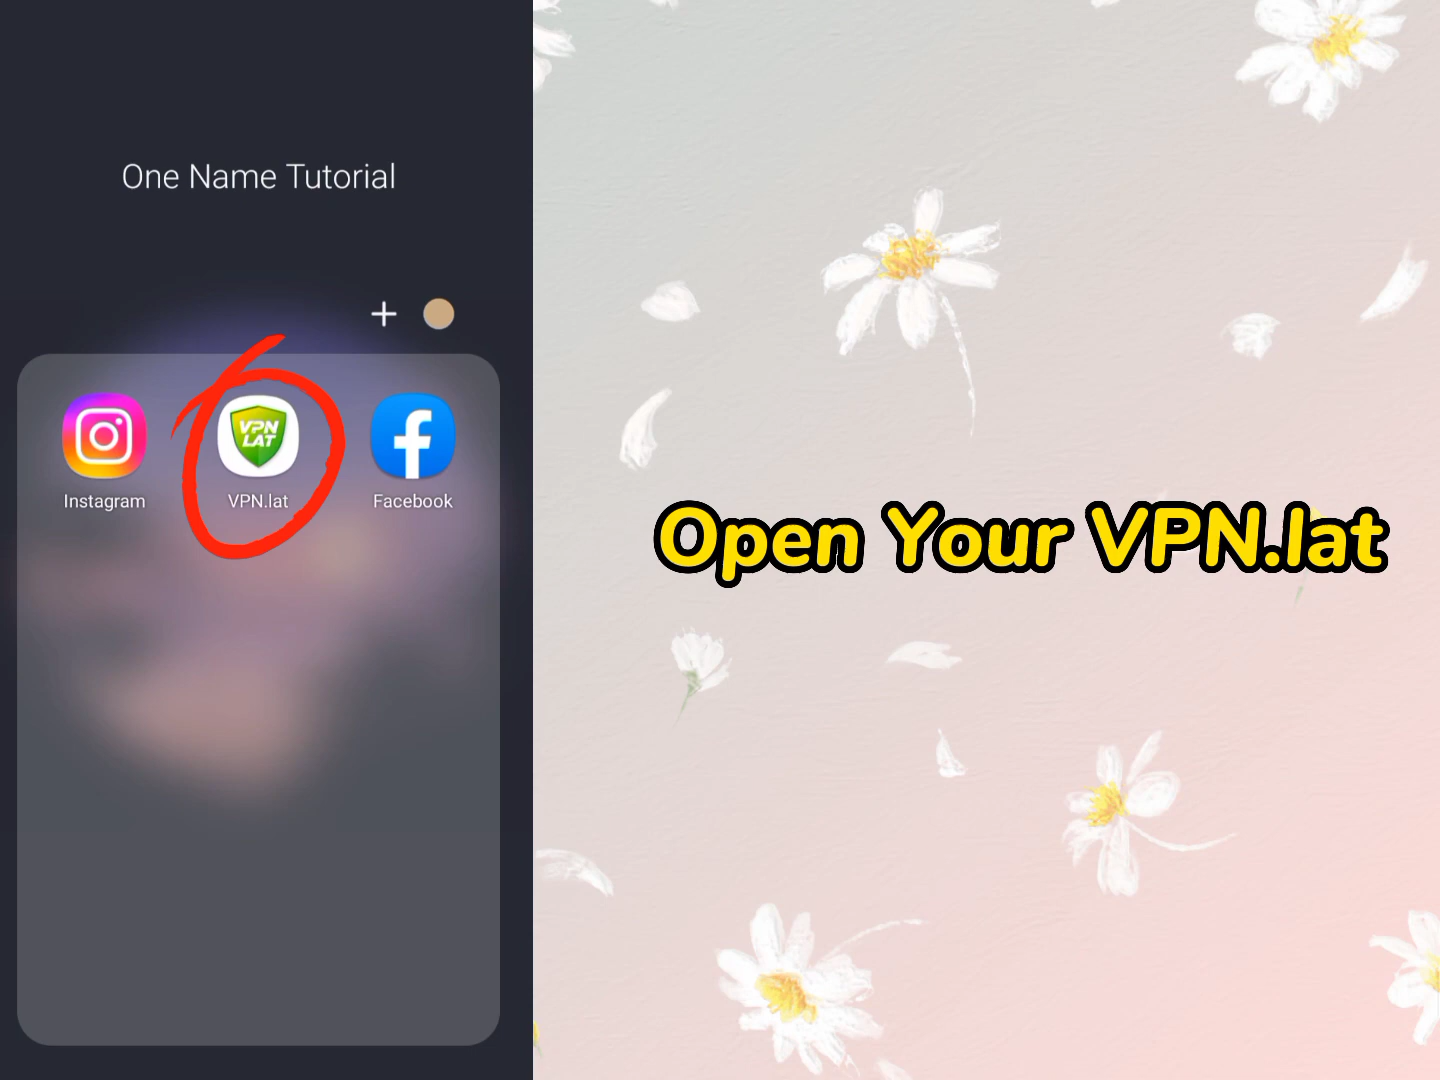 One Name Tutorial
VPN
LAT
Instagram
VPN.lat
Facebook
Open Your VPN.lat